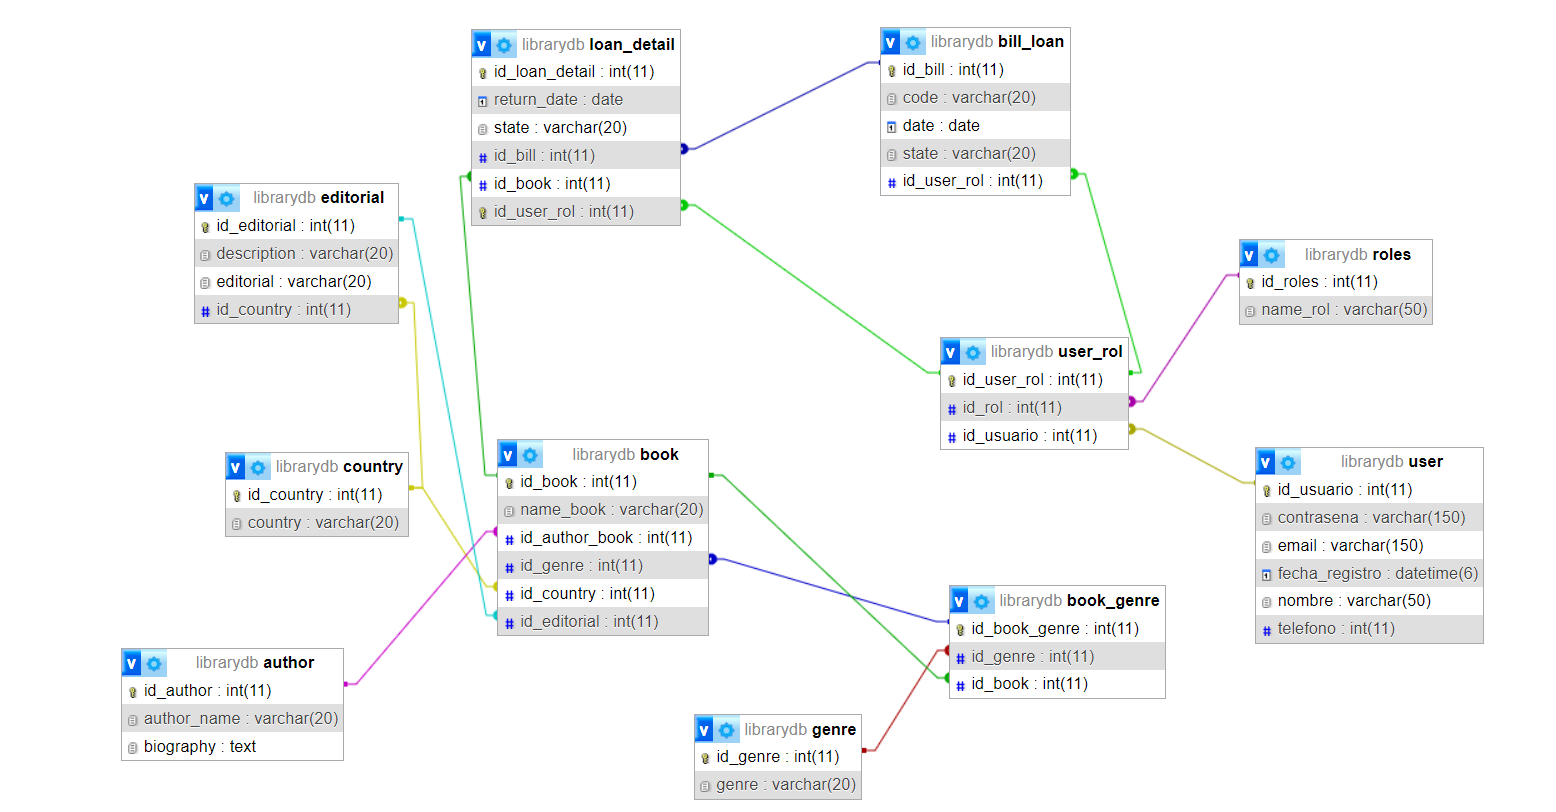 v librarydb loan_detail
id_loan_detail : int(11)
return_date : date
state : varchar(20)
id_bill : int(11)
id_book : int(11)
id_user_rol : int(11)
v librarydb bill_loan
id_bill : int(11)
code : varchar(20)
date : date
state : varchar(20)
id_user_rol : int(11)
v librarydb editorial
id_editorial : int(11)
description : varchar(20)
editorial : varchar(20)
id_country : int(11)
v librarydb roles
id_roles : int(11)
name_rol : varchar(50)
v librarydb user_rol
id_user_rol : int(11)
id_rol : int(11)
id_usuario : int(11)
v librarydb country
id_country : int(11)
country : varchar(20)
v librarydb book
id_book : int(11)
name_book : varchar(20)
id_author_book : int(11)
id_genre : int(11)
id_country : int(11)
id_editorial : int(11)
v librarydb user
id_usuario : int(11)
contrasena : varchar(150)
email : varchar(150)
fecha_registro : datetime(6)
nombre : varchar(50)
telefono : int(11)
v librarydb book_genre
id_book_genre : int(11)
id_genre : int(11)
id_book : int(11)
v librarydb author
id_author : int(11)
author_name : varchar(20)
biography : text
v librarydb genre
id_genre : int(11)
genre : varchar(20)